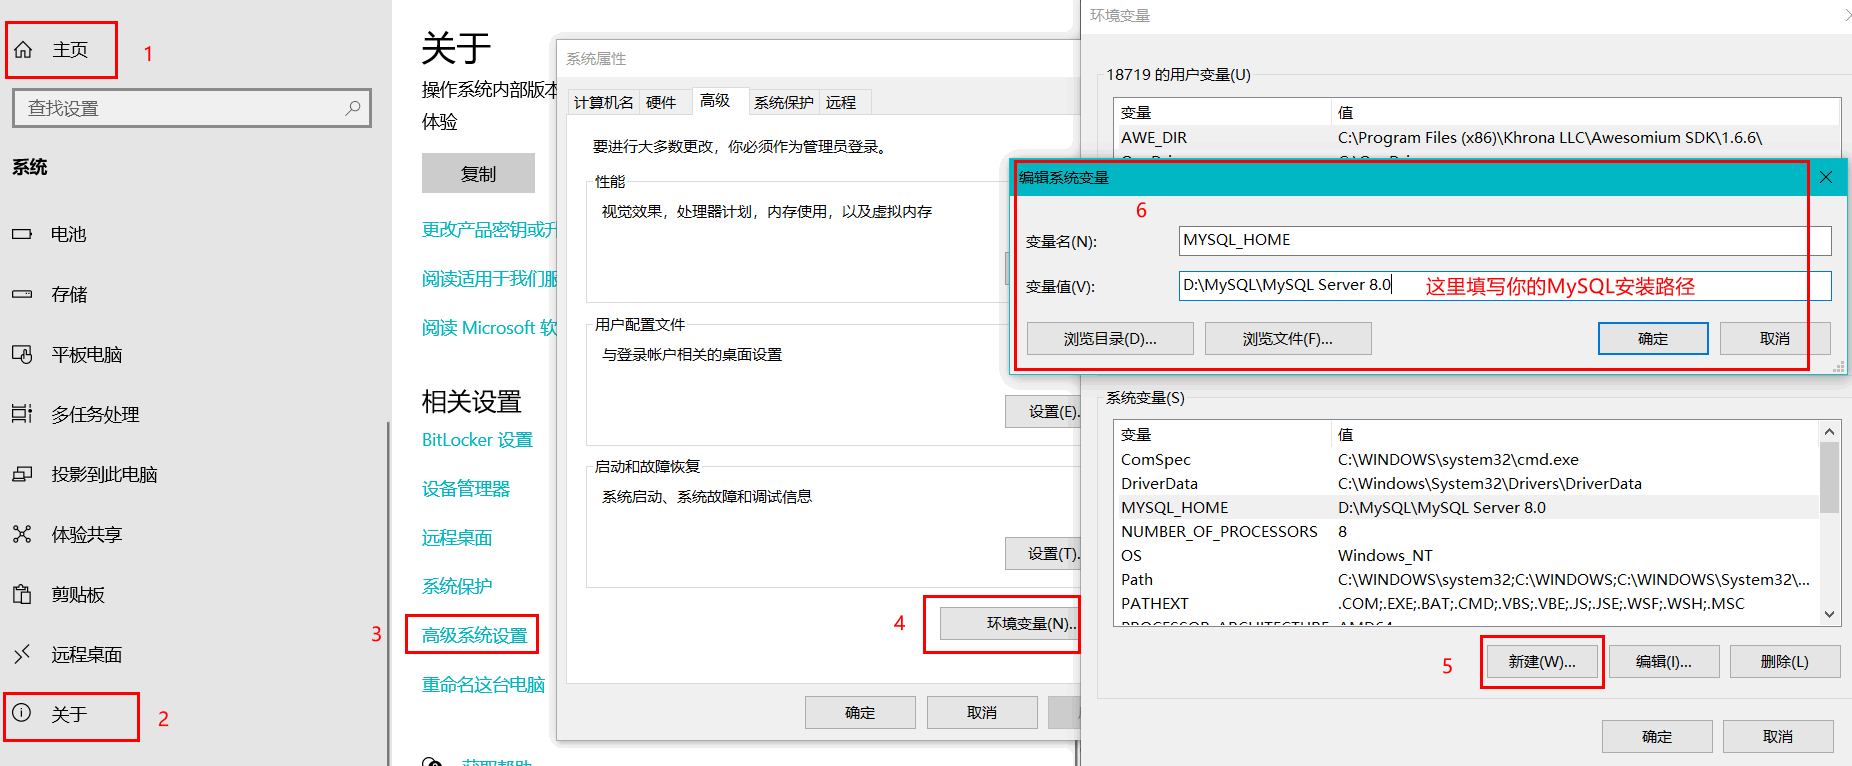 主页
1
查找设置
系统
电池
存储
平板电脑
多任务处理
投影到此电脑
体验共享
剪贴板
远程桌面
关于
2
关于
操作系统内部版本
体验
复制
更改产品密钥或升
阅读适用于我们服
阅读 Microsoft 软
相关设置
BitLocker 设置
设备管理器
远程桌面
系统保护
3
高级系统设置
重命名这台电脑
获取帮助
系统属性
计算机名 硬件 高级 系统保护 远程
要进行大多数更改，你必须作为管理员登录。
性能
视觉效果，处理器计划，内存使用，以及虚拟内存
用户配置文件
与登录帐户相关的桌面设置
设置(E).
启动和故障恢复
系统启动、系统故障和调试信息
设置(T).
4
环境变量(N)..
确定 取消
环境变量
18719 的用户变量(U)
变量 值
AWE_DIR C:\Program Files (x86)\Khrona LLC\Awesomium SDK\1.6.6\
编辑系统变量
6
变量名(N): MYSQL_HOME
变量值(V): D:\MySQL\MySQL Server 8.0 这里填写你的MySQL安装路径
浏览目录(D)... 浏览文件(F)... 确定 取消
系统变量(S)
变量 值
ComSpec C:\WINDOWS\system32\cmd.exe
DriverData C:\Windows\System32\Drivers\DriverData
MYSQL_HOME D:\MySQL\MySQL Server 8.0
NUMBER_OF_PROCESSORS 8
OS Windows_NT
Path C:\WINDOWS\system32;C:\WINDOWS;C:\WINDOWS\System32\...
PATHEXT .COM;.EXE;.BAT;.CMD;.VBS;.VBE;.JS;.JSE;.WSF;.WSH;.MSC
PROCESSOR_ARCHITECTURE AMD64
5
新建(W)... 编辑(I)... 删除(L)
确定 取消